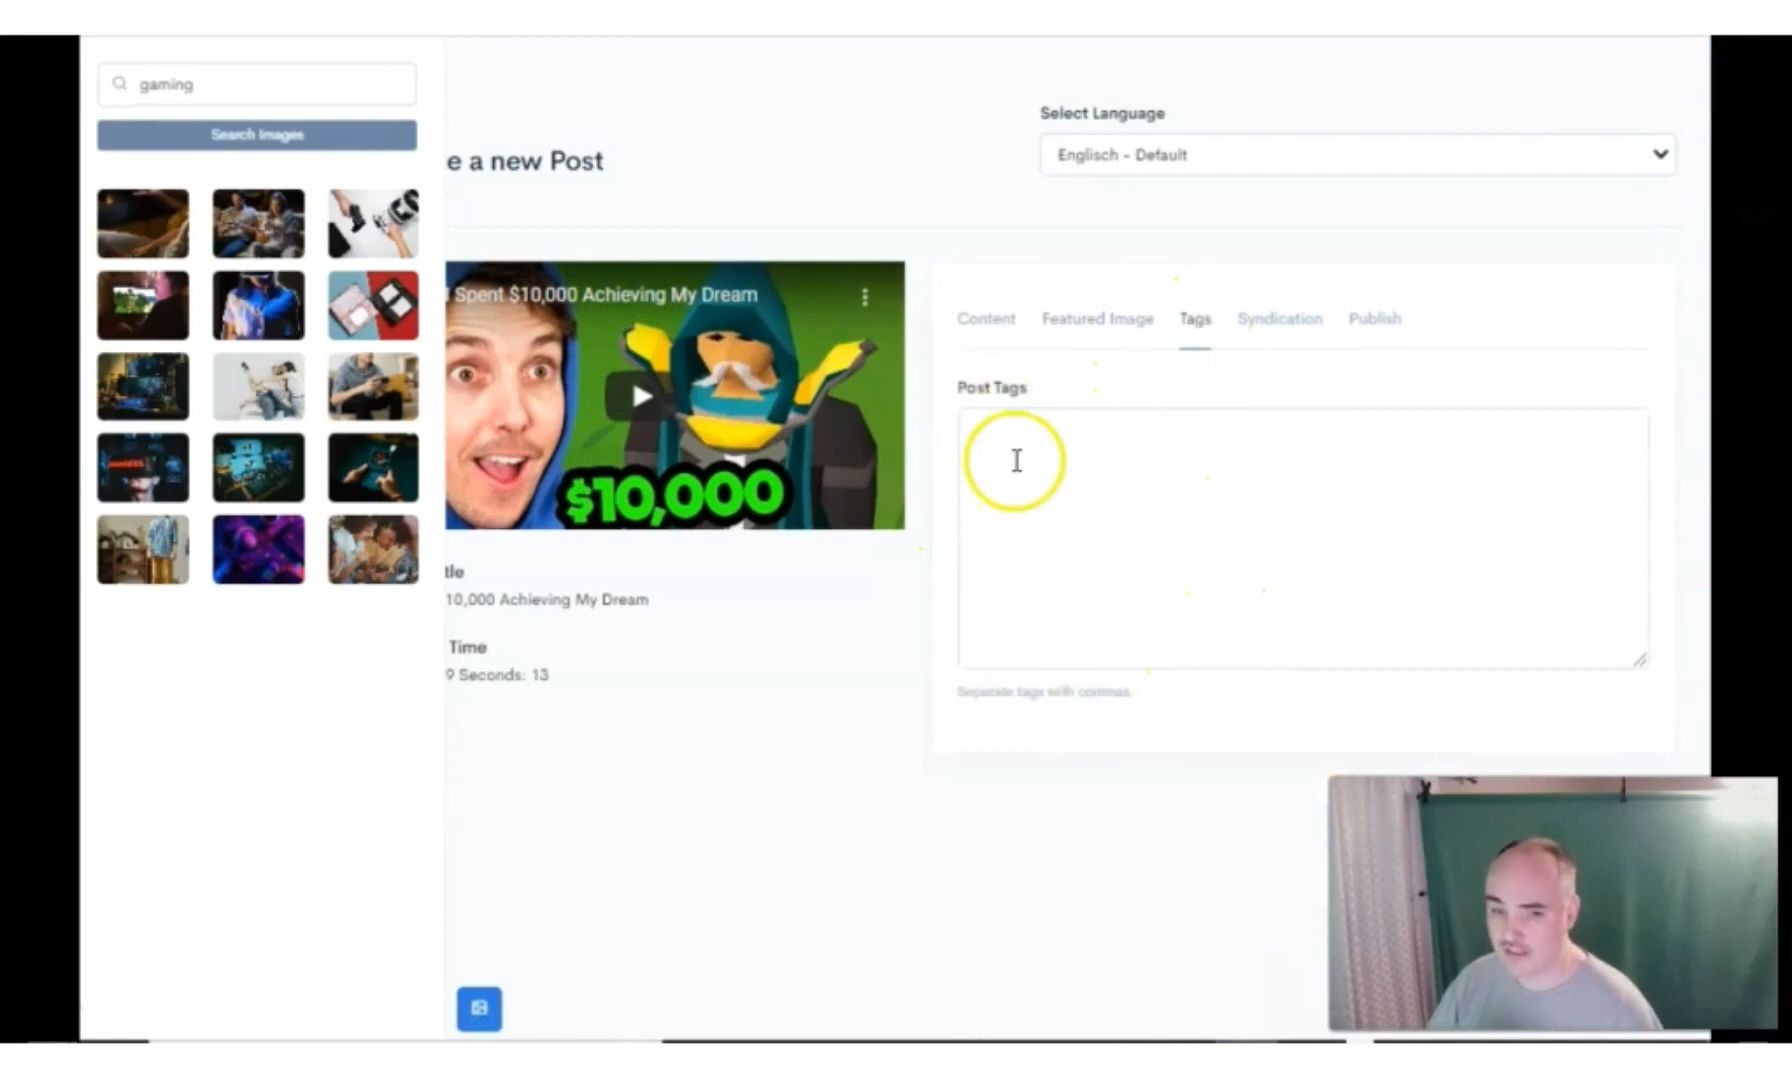 gaming
Search Images
e a new Post
Select Language
Englisch - Default
I Spent $10,000 Achieving My Dream
$10,000
tle
10,000 Achieving My Dream
Time
9 Seconds: 13
Content
Featured Image
Tags
Syndication
Publish
Post Tags
Separate tags with commas.